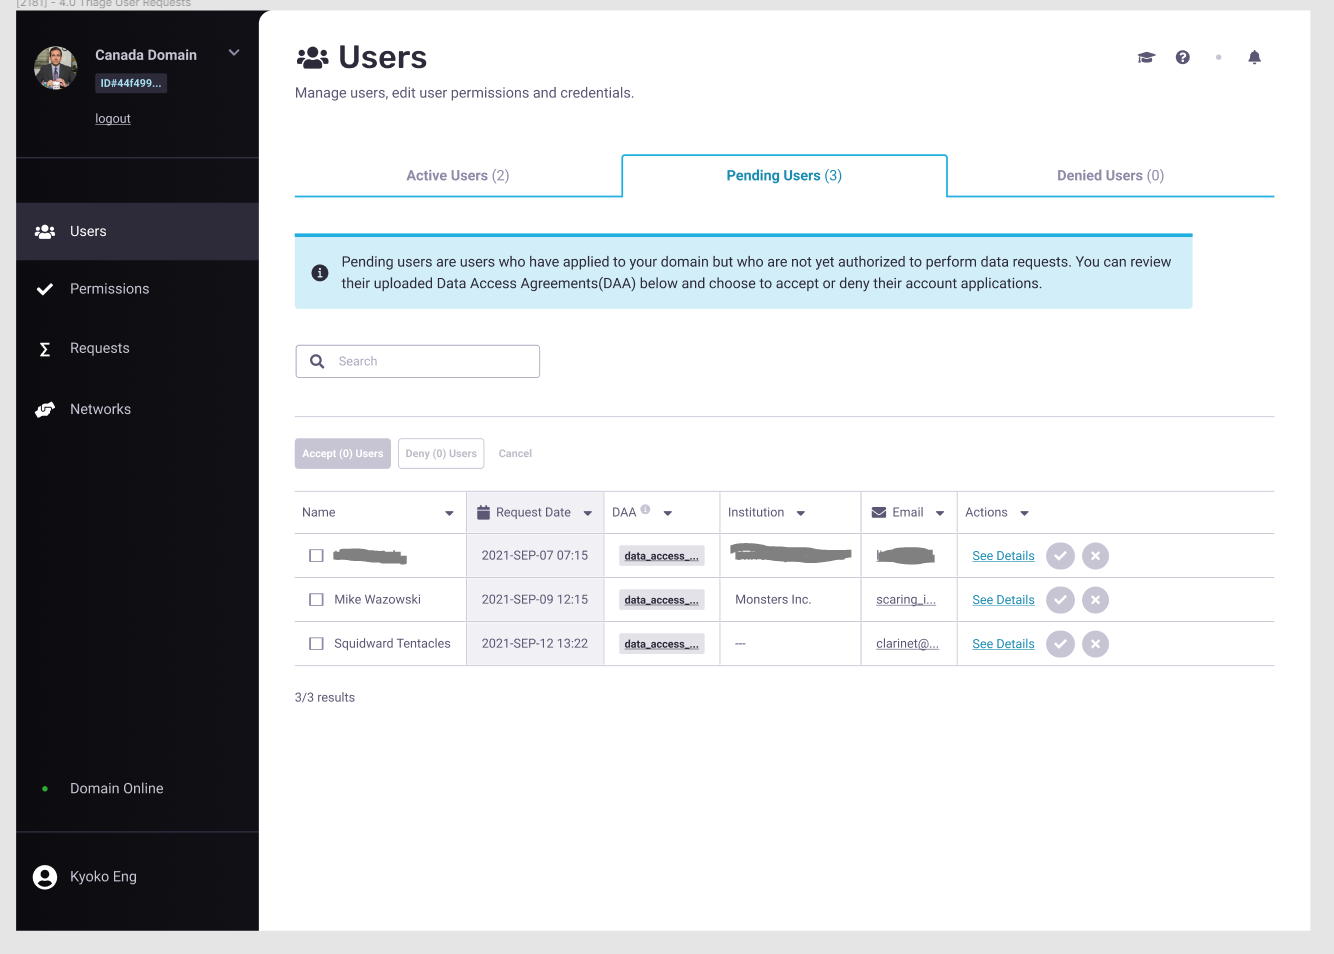 [2181] - 4.0 Triage User Requests
Canada Domain
ID#44f499...
logout
Users
Permissions
Requests
Networks
Domain Online
Kyoko Eng
Users
Manage users, edit user permissions and credentials.
Active Users (2)
Pending Users (3)
Denied Users (0)
Pending users are users who have applied to your domain but who are not yet authorized to perform data requests. You can review
their uploaded Data Access Agreements(DAA) below and choose to accept or deny their account applications.
Search
Accept (0) Users Deny (0) Users Cancel
Name Request Date DAA Institution Email Actions
2021-SEP-07 07:15 data_access_... See Details
Mike Wazowski 2021-SEP-09 12:15 data_access_... Monsters Inc. scaring_i... See Details
Squidward Tentacles 2021-SEP-12 13:22 data_access_... --- clarinet@... See Details
3/3 results